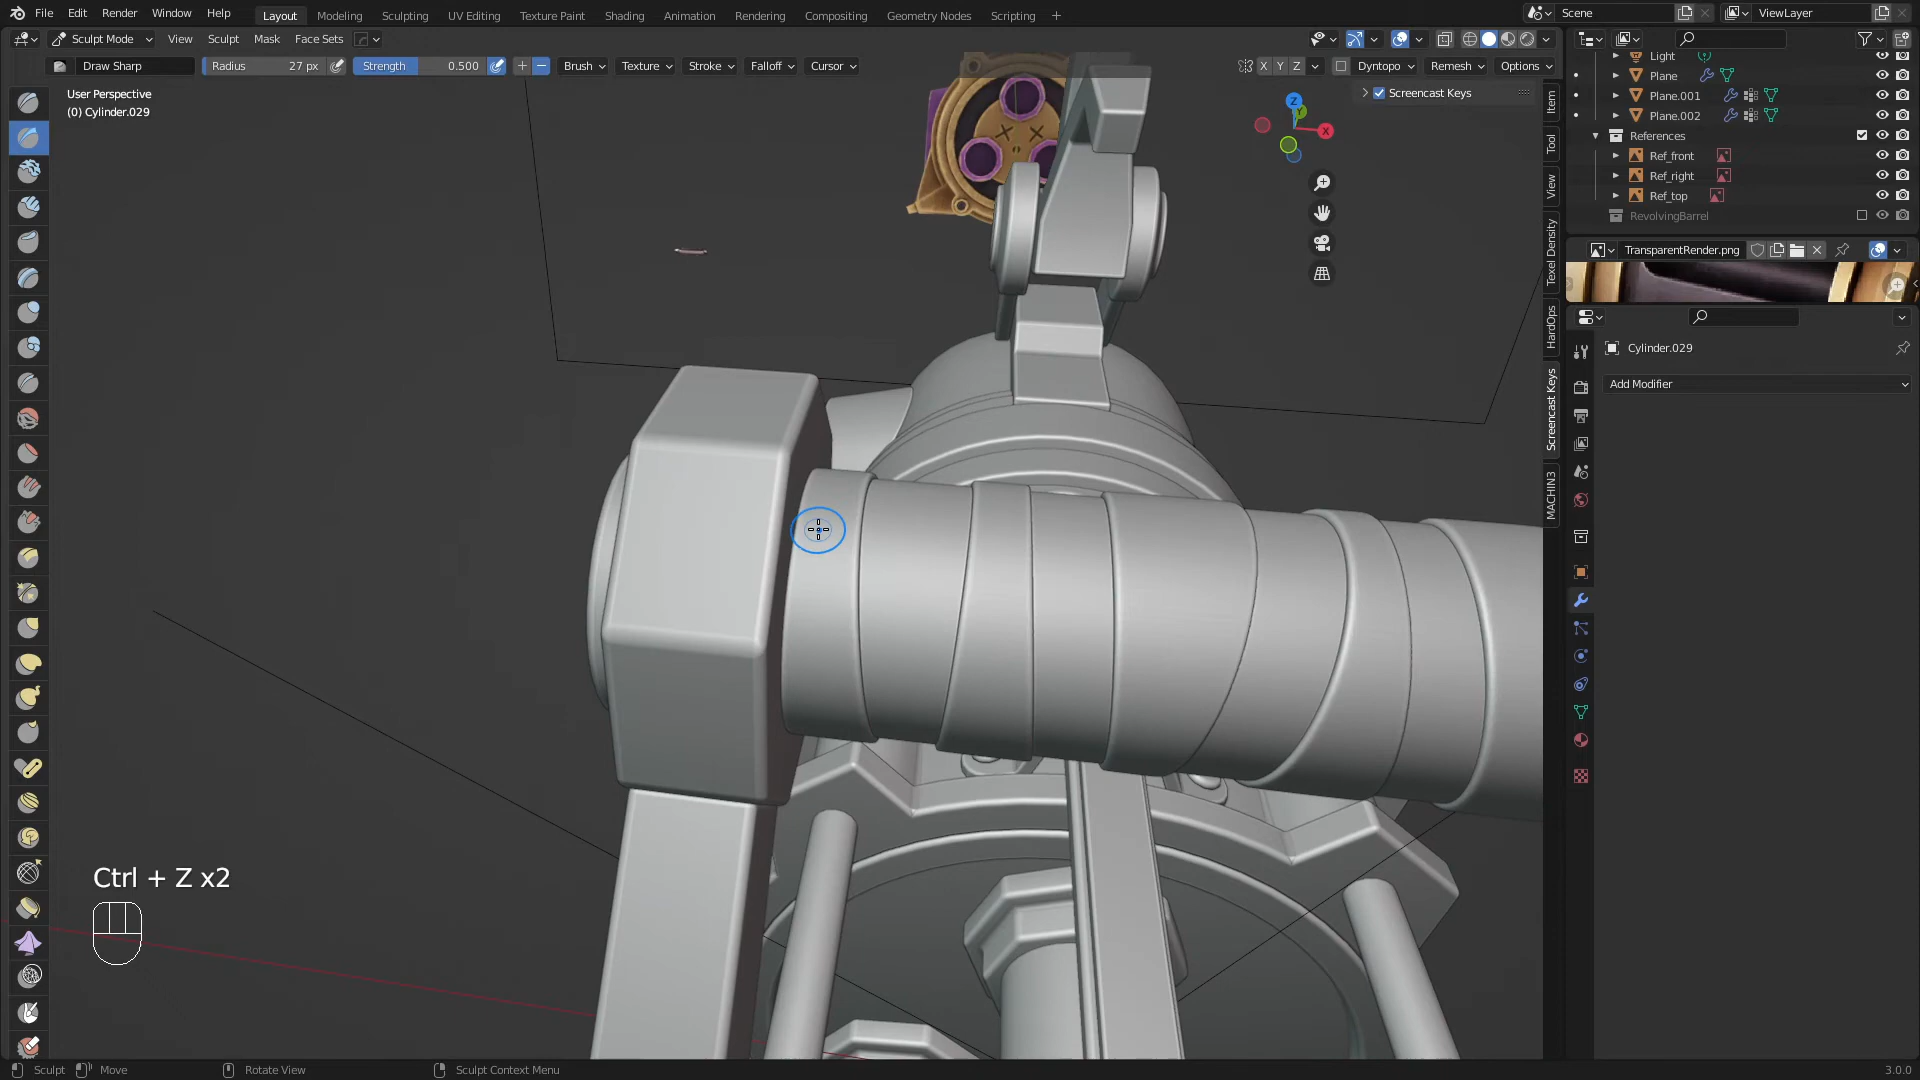 File Edit Render Window Help Layout Modeling Sculpting UV Editing Texture Paint Shading Animation Rendering Compositing Geometry Nodes Scripting + Scene ViewLayer
Sculpt Mode View Sculpt Mask Face Sets
Draw Sharp Radius 27 px Strength 0.500 Brush Texture Stroke Falloff Cursor X Y Z Dyntopo Remesh Options
User Perspective
(0) Cylinder.029
Screencast Keys
Z
X
Item
Tool
View
Texel Density
HardOps
Screencast Keys
MACHIN3
Light
Plane
Plane.001
Plane.002
References
Ref_front
Ref_right
Ref_top
RevolvingBarrel
TransparentRender.png
Cylinder.029
Add Modifier
Ctrl + Z x2
Sculpt Move Rotate View Sculpt Context Menu 3.0.0